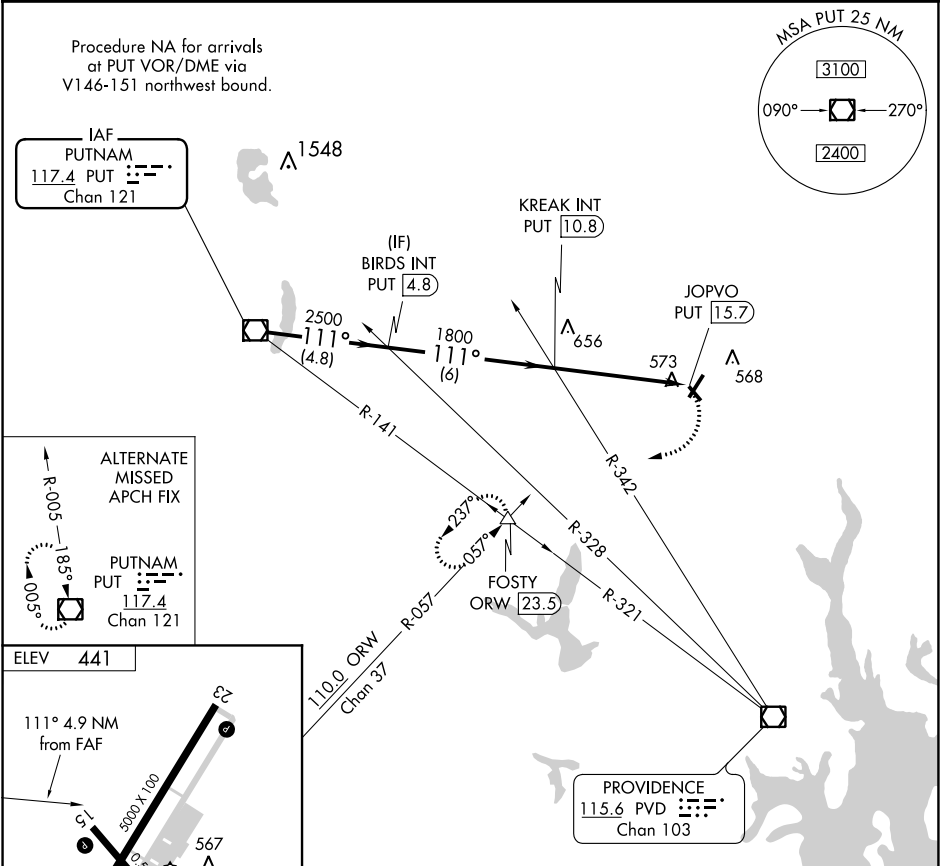 Procedure NA for arrivals
at PUT VOR/DME via
V146-151 northwest bound.
MSA PUT 25 NM
3100
090°
270°
2400
IAF
PUTNAM
117.4 PUT
Chan 121
1548
KREAK INT
PUT 10.8
(IF)
BIRDS INT
PUT 4.8
JOPVO
PUT 15.7
2500
111°
(4.8)
1800
111°
(6)
656
573
568
R-141
R-342
R-328
R-321
237°
057°
FOSTY
ORW 23.5
R-057
110.0 ORW
Chan 37
ALTERNATE
MISSED
APCH FIX
R-005
185°
005°
PUTNAM
PUT
117.4
Chan 121
PROVIDENCE
115.6 PVD
Chan 103
ELEV 441
111° 4.9 NM
from FAF
23
P
5000 X 100
15
P
567